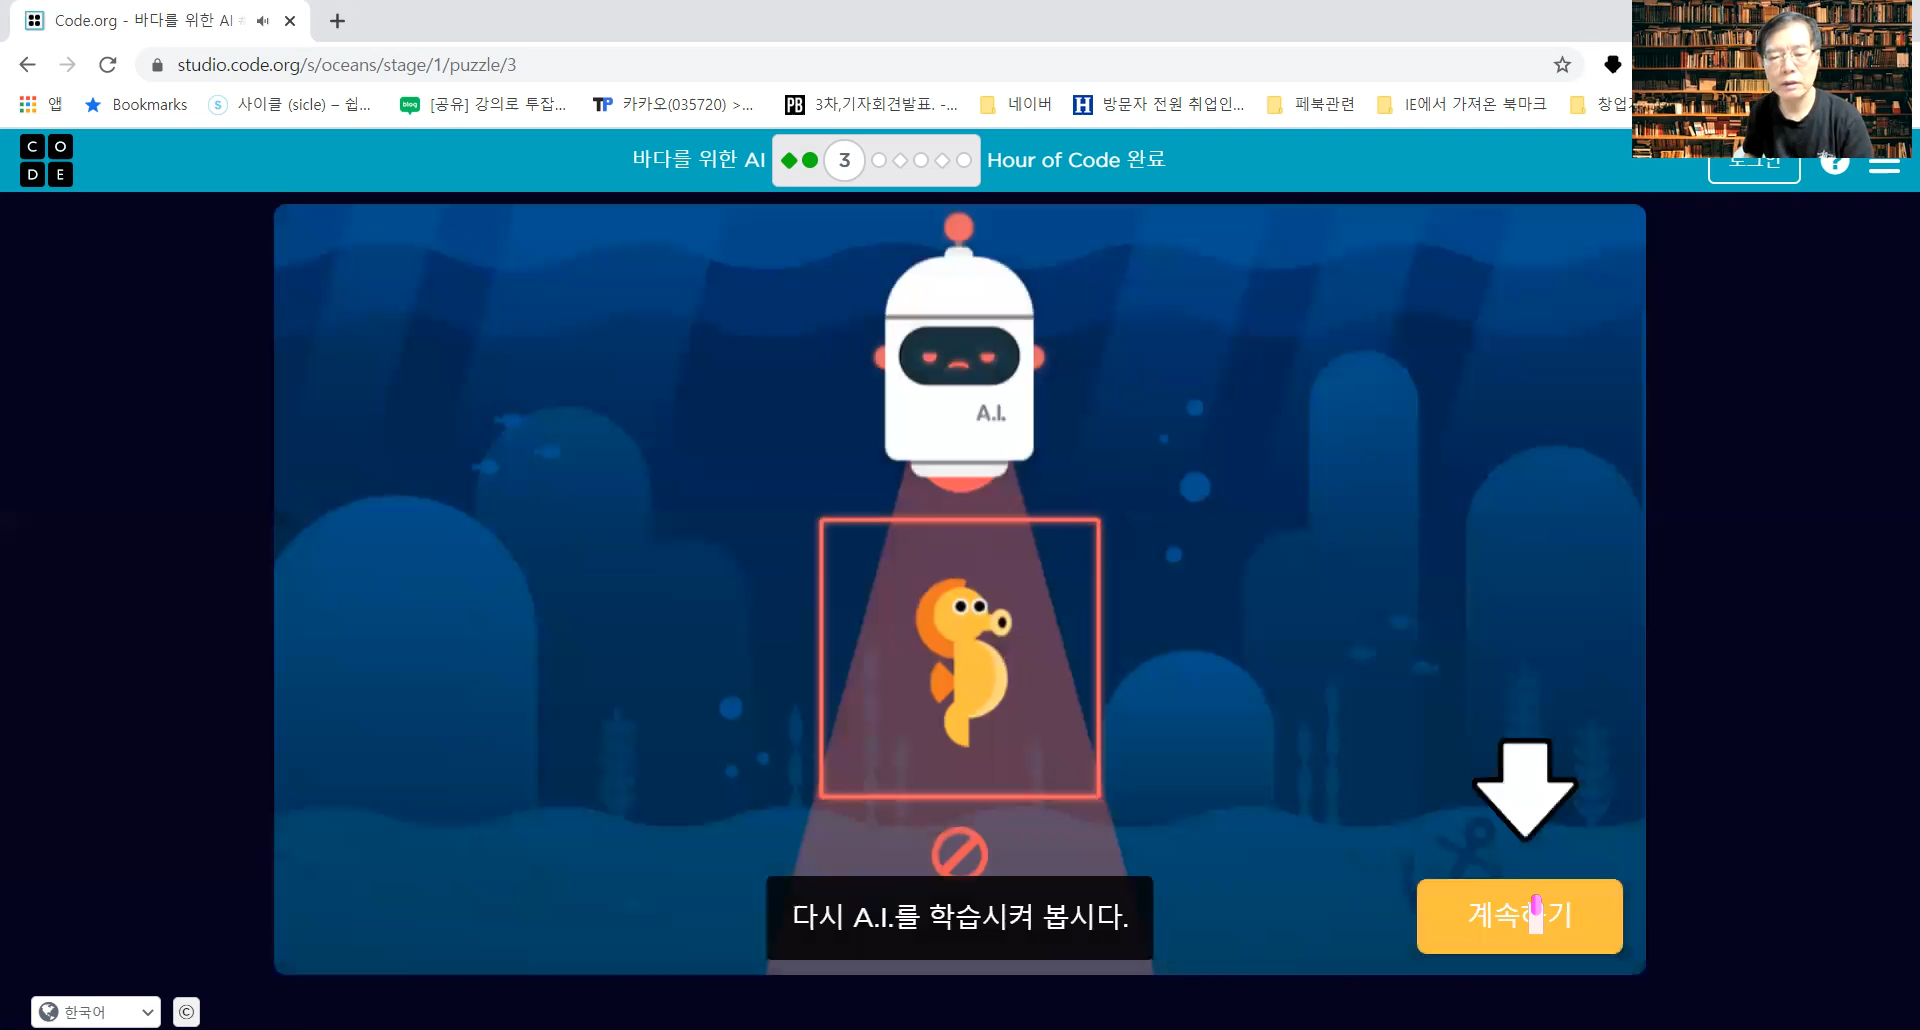 Code.org - 바다를 위한 AI
studio.code.org/s/oceans/stage/1/puzzle/3
앱 Bookmarks 사이클 (sicle) – 쉽... [공유] 강의로 투잡... 카카오(035720) >... 3차,기자회견발표. -... 네이버 방문자 전원 취업인... 페북관련 IE에서 가져온 북마크
C O
D E
바다를 위한 AI 3 Hour of Code 완료
로그인 ?
A.I.
다시 A.I.를 학습시켜 봅시다.
계속하기
한국어 ©